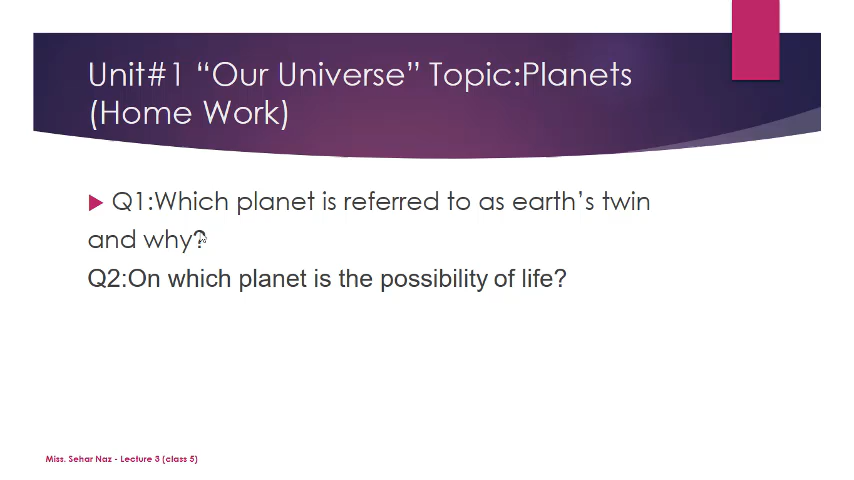 Unit#1 “Our Universe” Topic:Planets
(Home Work)
Q1:Which planet is referred to as earth’s twin
and why?
Q2:On which planet is the possibility of life?
Miss. Sehar Naz - Lecture 3 (class 5)